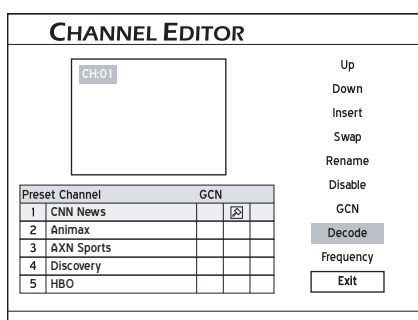 CHANNEL EDITOR
CH:01
Preset Channel GCN
1 CNN News
2 Animax
3 AXN Sports
4 Discovery
5 HBO
Up
Down
Insert
Swap
Rename
Disable
GCN
Decode
Frequency
Exit